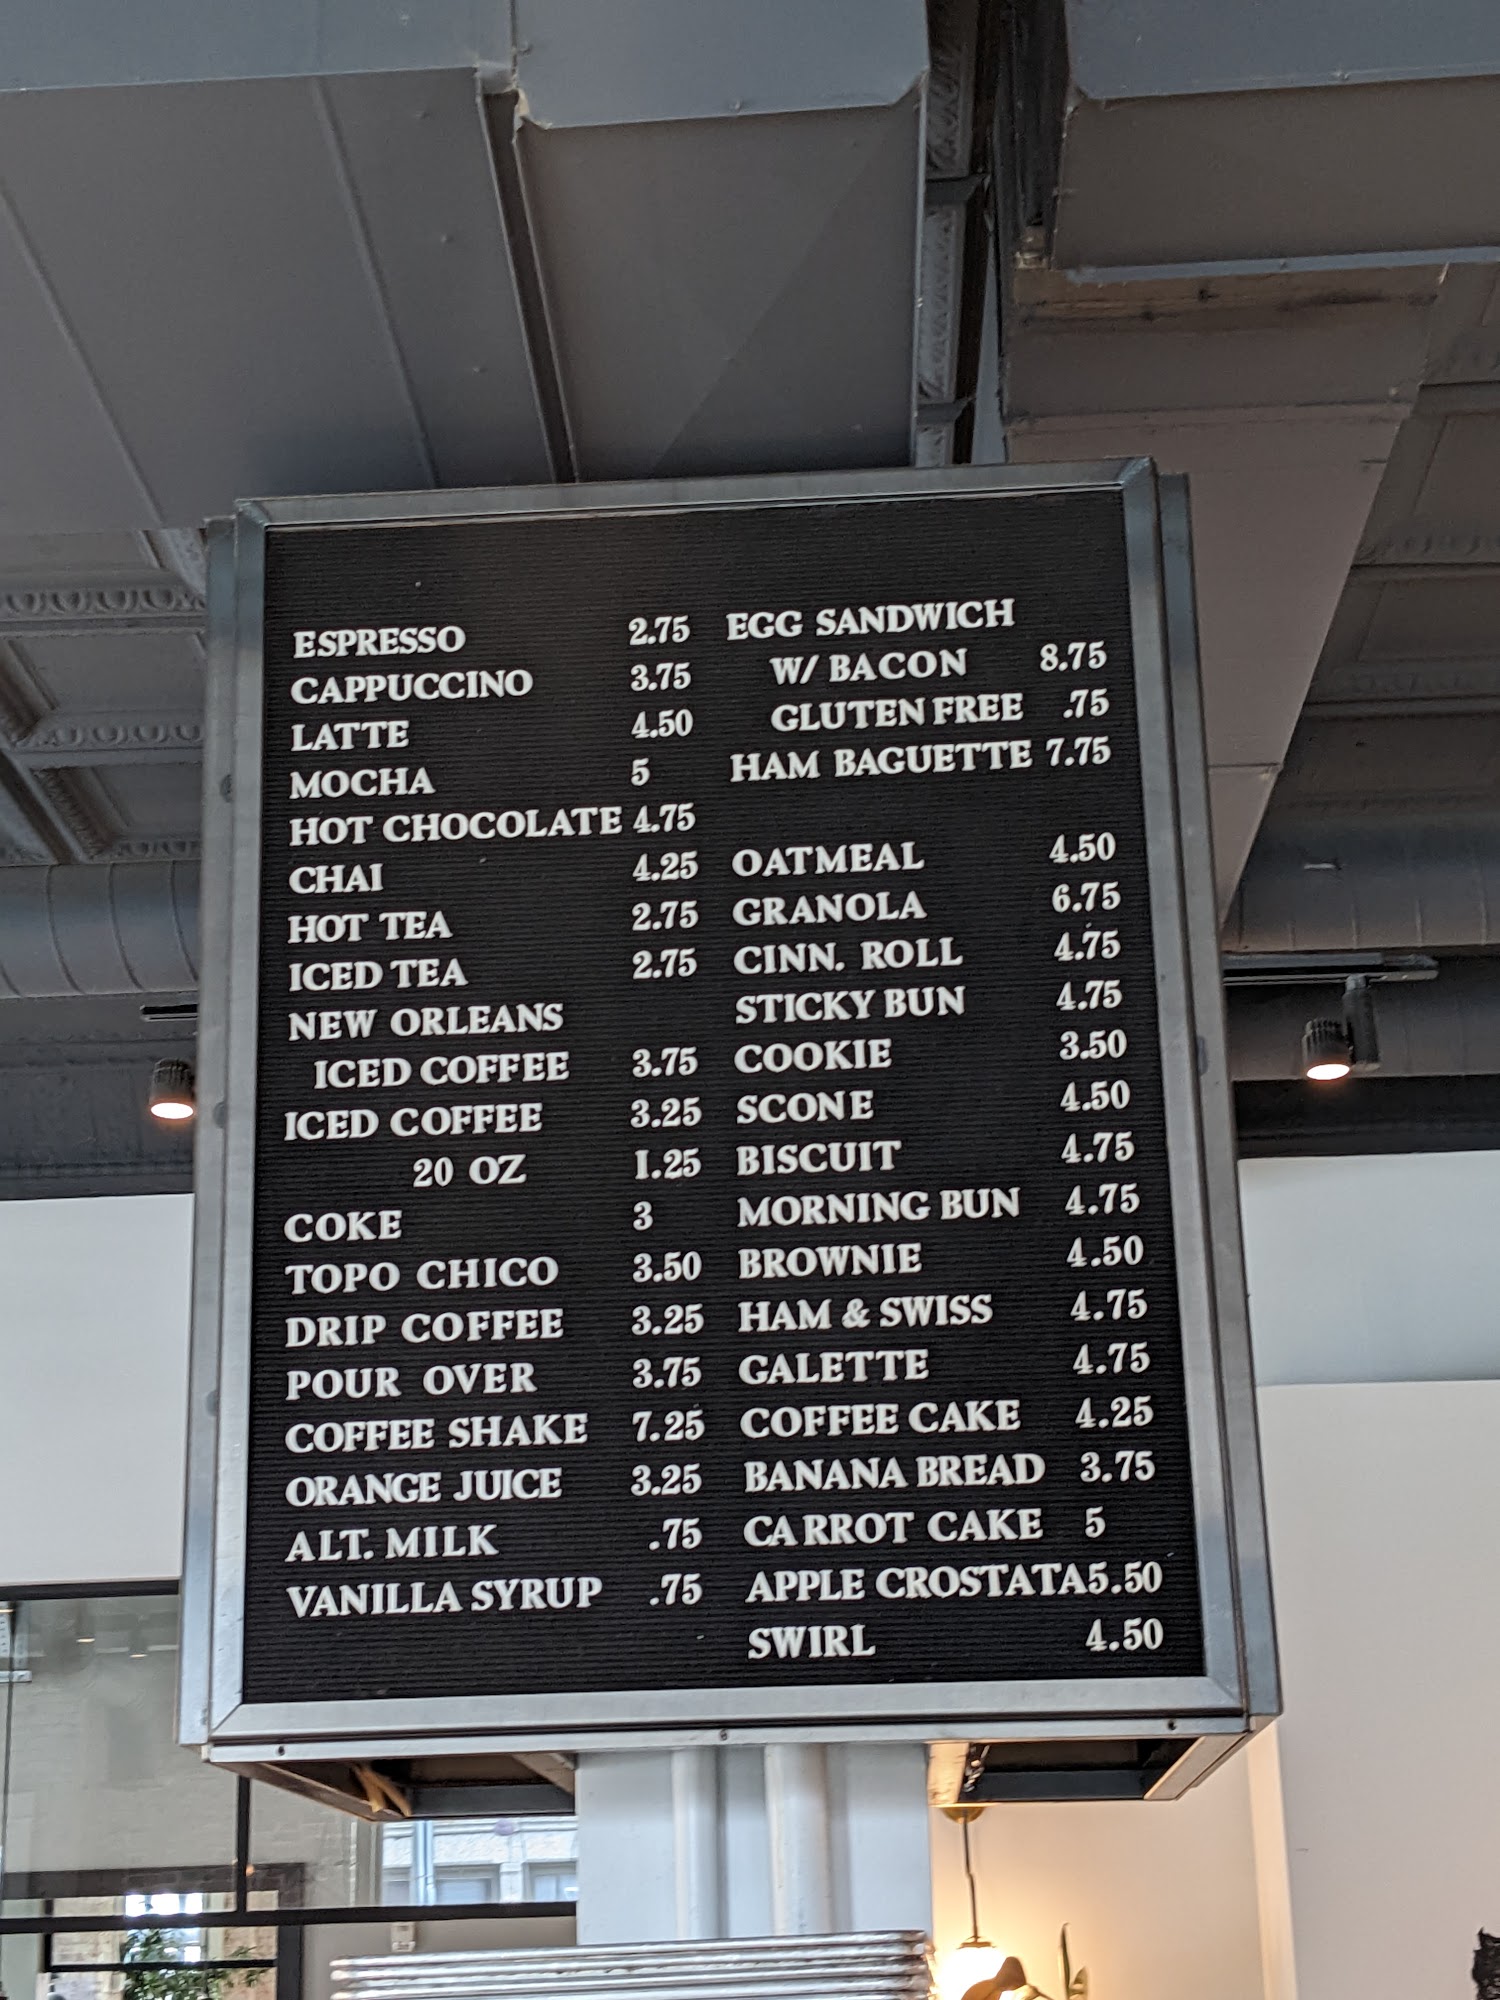 ESPRESSO 2.75
CAPPUCCINO 3.75
LATTE 4.50
MOCHA 5
HOT CHOCOLATE 4.75
CHAI 4.25
HOT TEA 2.75
ICED TEA 2.75
NEW ORLEANS
ICED COFFEE 3.75
ICED COFFEE 3.25
20 OZ 1.25
COKE 3
TOPO CHICO 3.50
DRIP COFFEE 3.25
POUR OVER 3.75
COFFEE SHAKE 7.25
ORANGE JUICE 3.25
ALT. MILK .75
VANILLA SYRUP .75
EGG SANDWICH
W/ BACON 8.75
GLUTEN FREE .75
HAM BAGUETTE 7.75
OATMEAL 4.50
GRANOLA 6.75
CINN. ROLL 4.75
STICKY BUN 4.75
COOKIE 3.50
SCONE 4.50
BISCUIT 4.75
MORNING BUN 4.75
BROWNIE 4.50
HAM & SWISS 4.75
GALETTE 4.75
COFFEE CAKE 4.25
BANANA BREAD 3.75
CARROT CAKE 5
APPLE CROSTATA 5.50
SWIRL 4.50